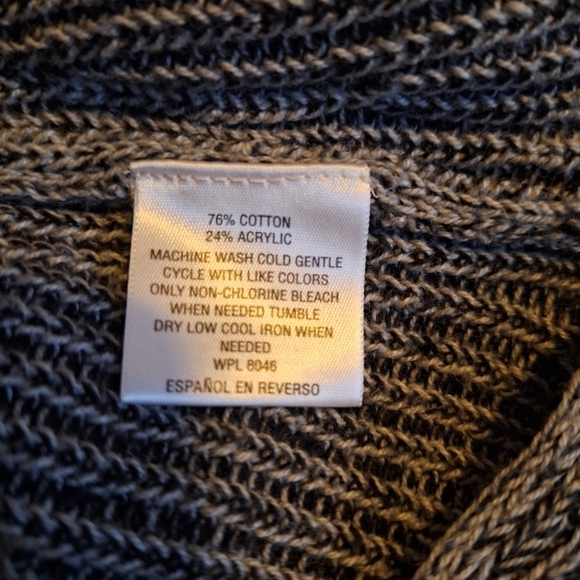 76% COTTON
24% ACRYLIC
MACHINE WASH COLD GENTLE
CYCLE WITH LIKE COLORS
ONLY NON-CHLORINE BLEACH
WHEN NEEDED TUMBLE
DRY LOW COOL IRON WHEN
NEEDED
WPL 8046
ESPAÑOL EN REVERSO